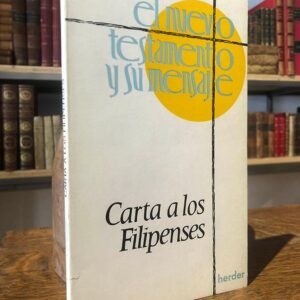 el nuevo
testamento
y su mensaje
Carta a los
Filipenses
herder